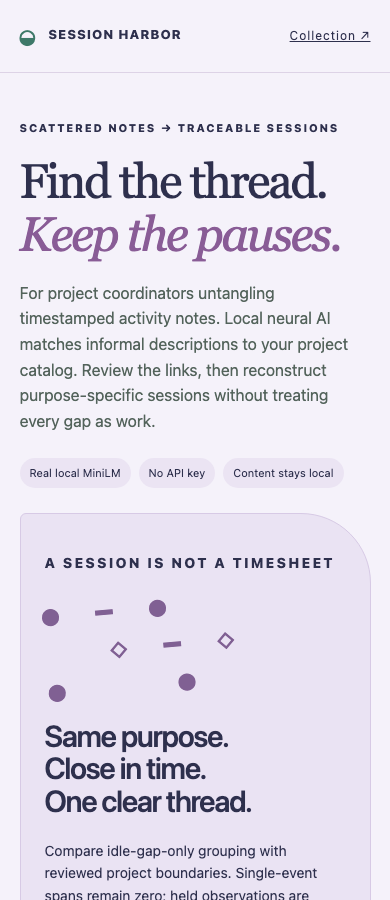 SESSION HARBOR
Collection ↗
SCATTERED NOTES → TRACEABLE SESSIONS
Find the thread.
Keep the pauses.
For project coordinators untangling
timestamped activity notes. Local neural AI
matches informal descriptions to your project
catalog. Review the links, then reconstruct
purpose-specific sessions without treating
every gap as work.
Real local MiniLM
No API key
Content stays local
A SESSION IS NOT A TIMESHEET
Same purpose.
Close in time.
One clear thread.
Compare idle-gap-only grouping with
reviewed project boundaries. Single-event
spans remain zero; held observations are